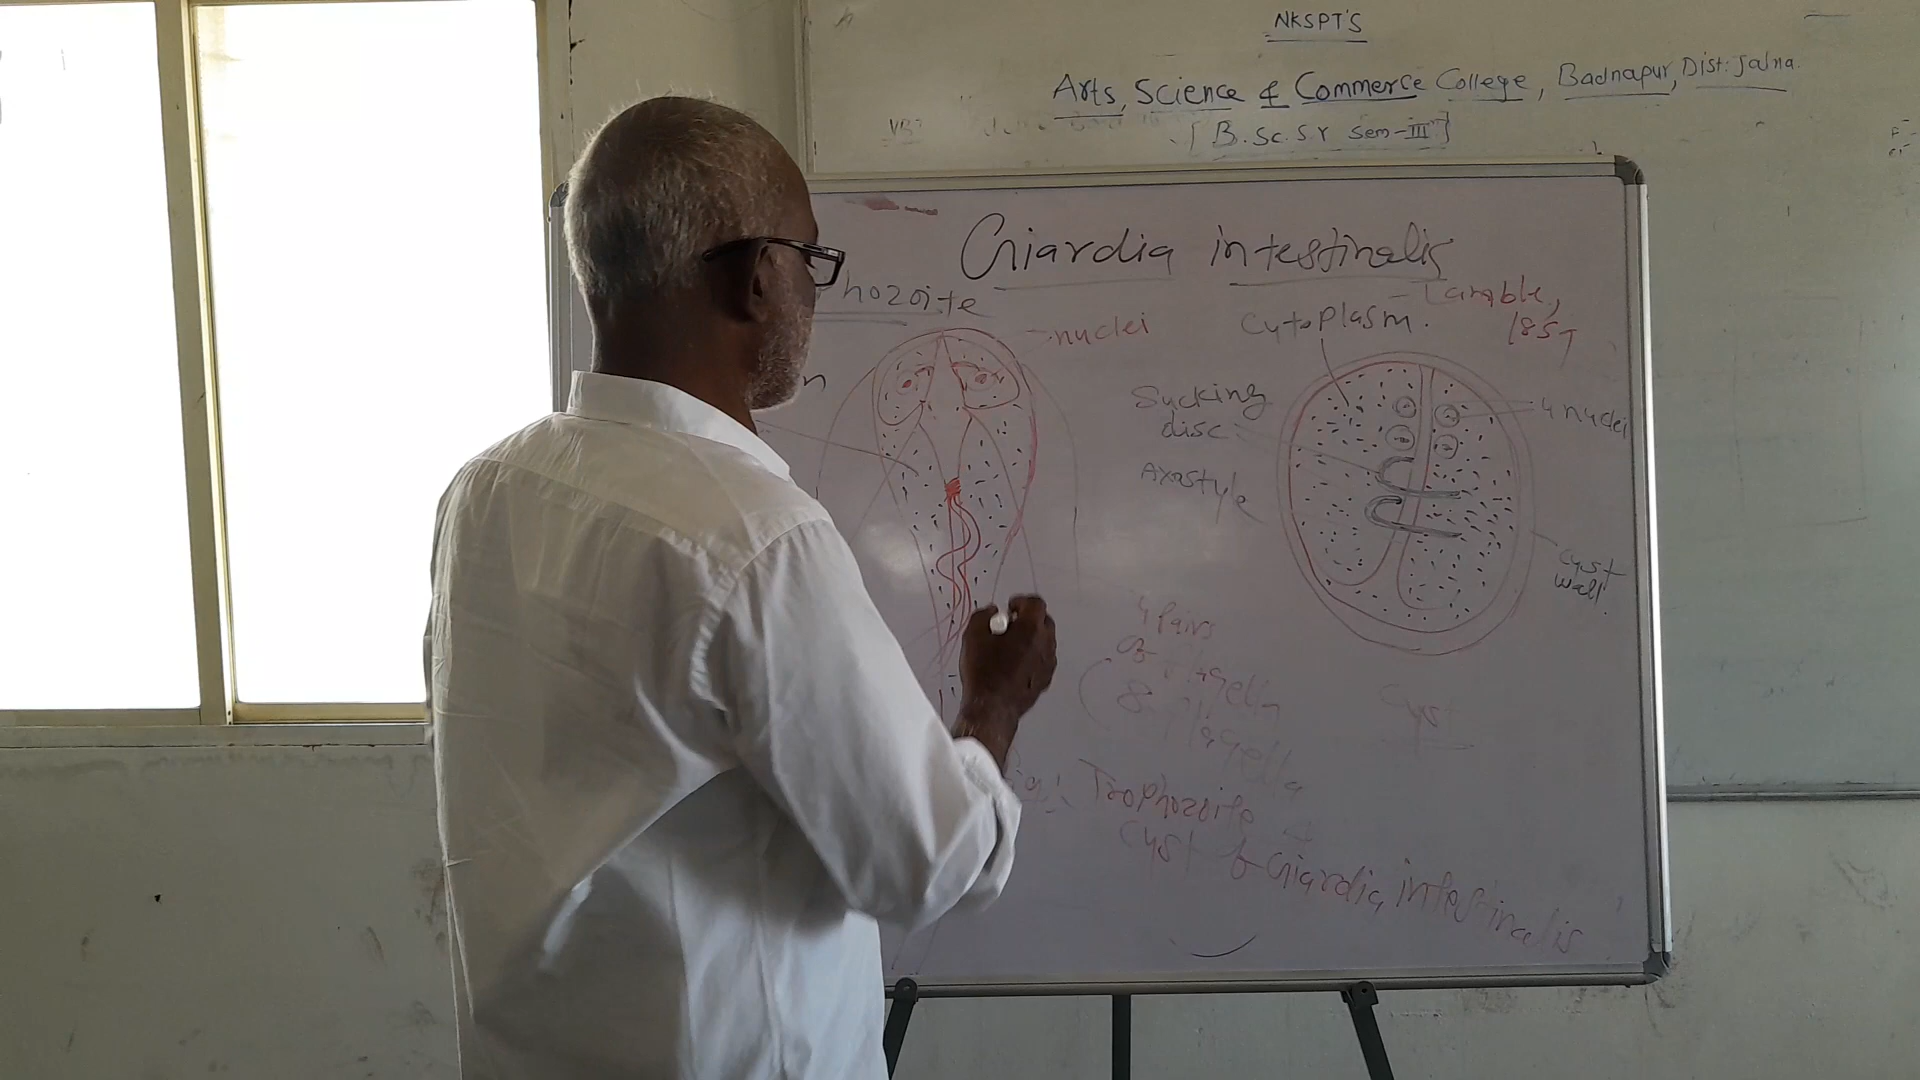 NKSPT'S
Arts, Science & Commerce College, Badnapur, Dist: Jalna.
[B.Sc. S.Y Sem-III]
Giardia intestinalis
phozoite
nuclei
Cytoplasm.
Lamble,
1859
Sucking
disc
Axostyle
4 nuclei
cyst
wall.
4 Pairs
of flagella
8 flagella
Cyst
Fig: Trophozoite &
Cyst of Giardia intestinalis